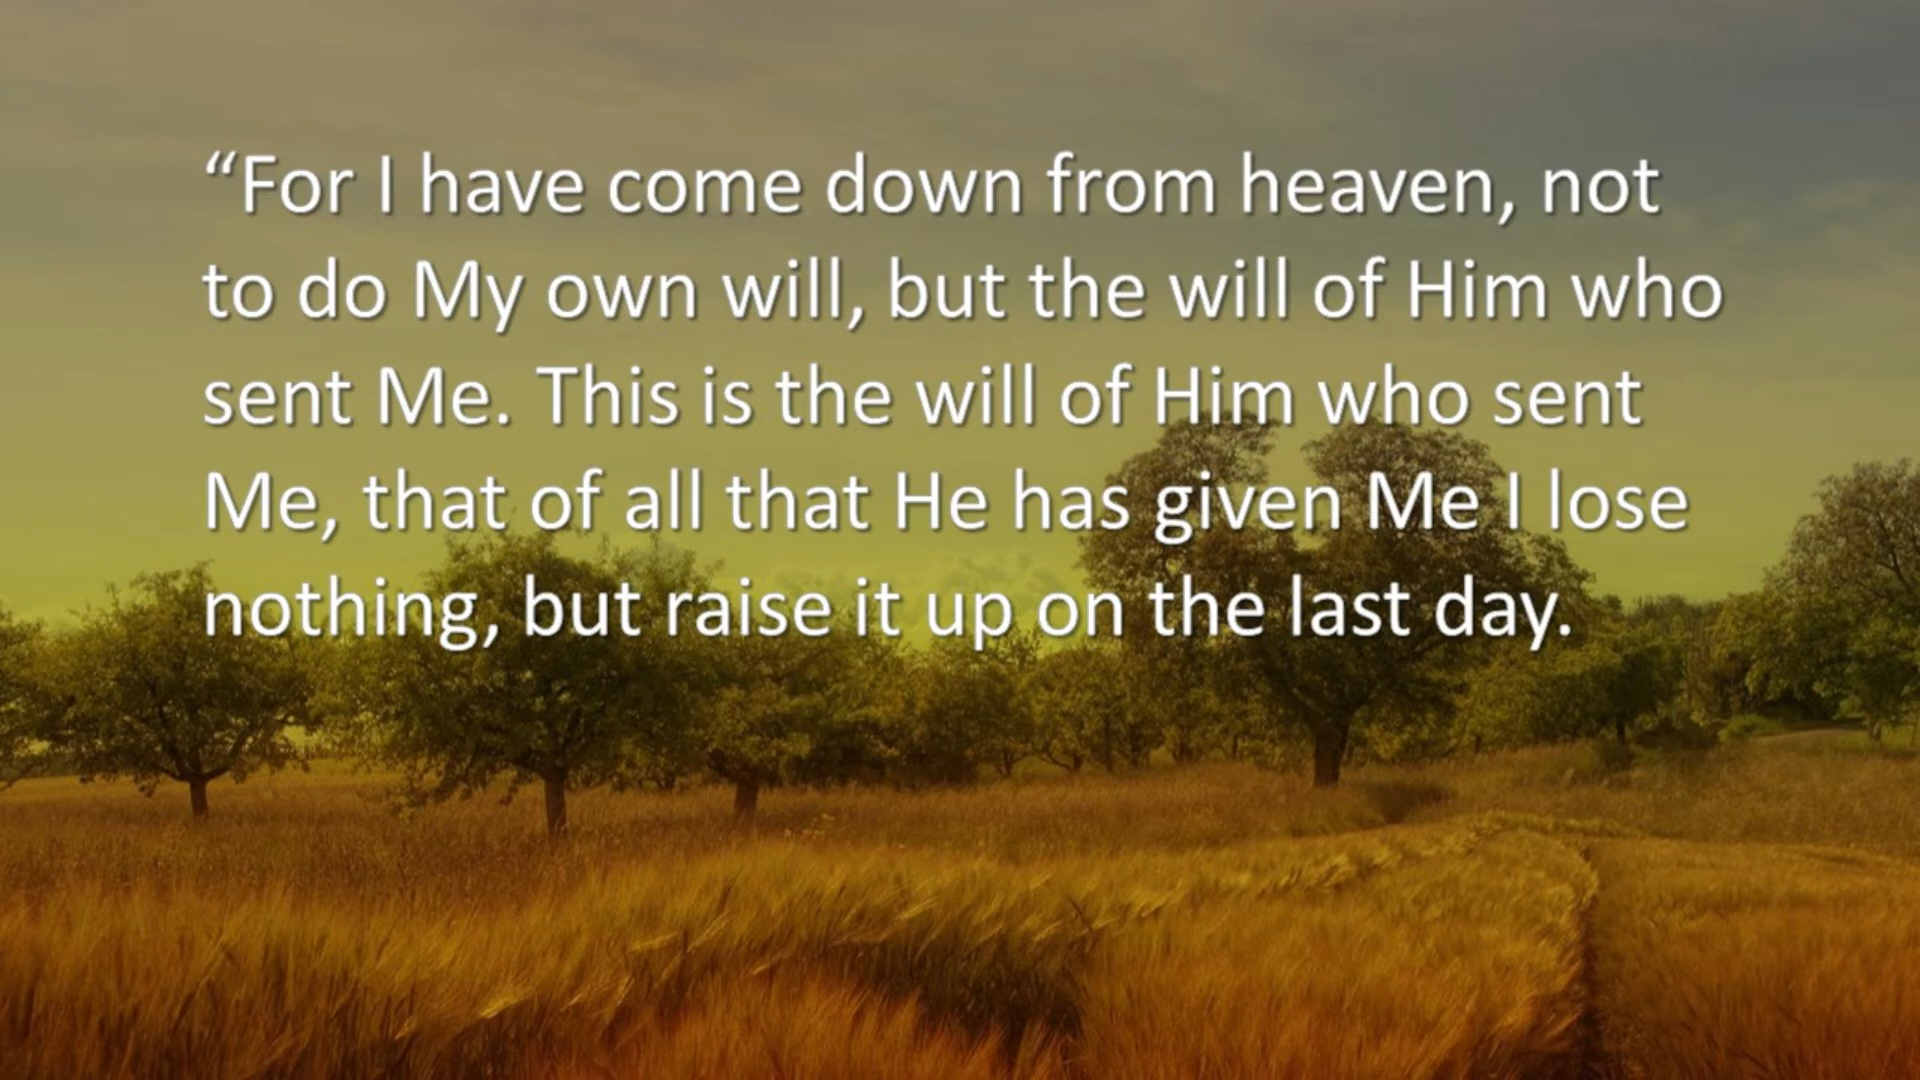 “For I have come down from heaven, not
to do My own will, but the will of Him who
sent Me. This is the will of Him who sent
Me, that of all that He has given Me I lose
nothing, but raise it up on the last day.